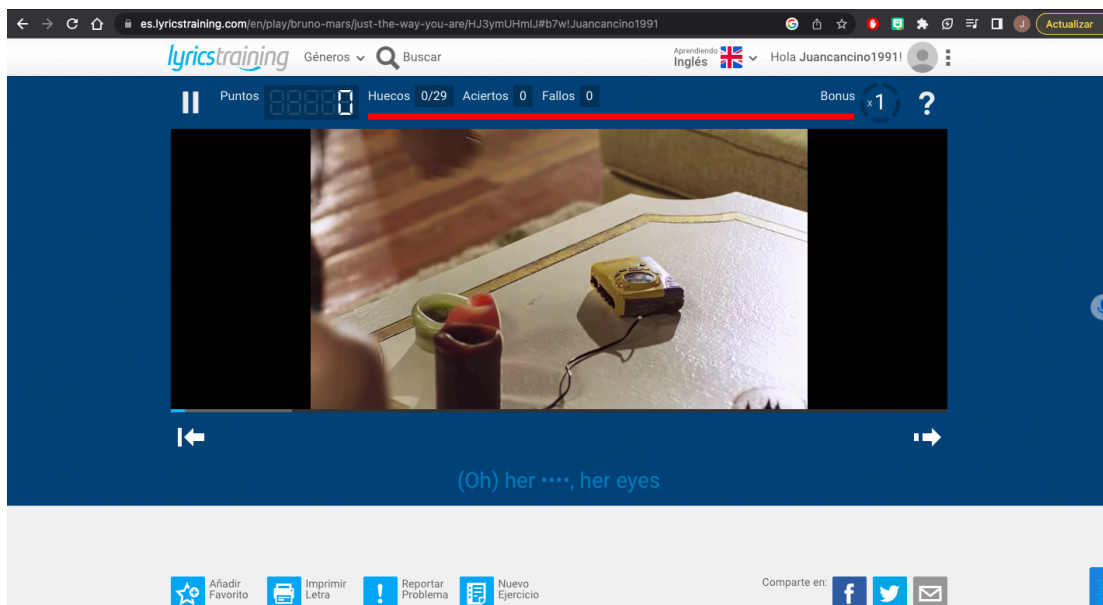 es.lyricstraining.com/en/play/bruno-mars/just-the-way-you-are/HJ3ymUHmIJ#b7w!Juancancino1991
J
Actualizar
lyricstraining
Géneros
Buscar
Aprendiendo
Inglés
Hola Juancancino1991!
Puntos
0
Huecos 0/29 Aciertos 0 Fallos 0
Bonus x1 ?
(Oh) her ••••, her eyes
Añadir
Favorito
Imprimir
Letra
Reportar
Problema
Nuevo
Ejercicio
Comparte en: